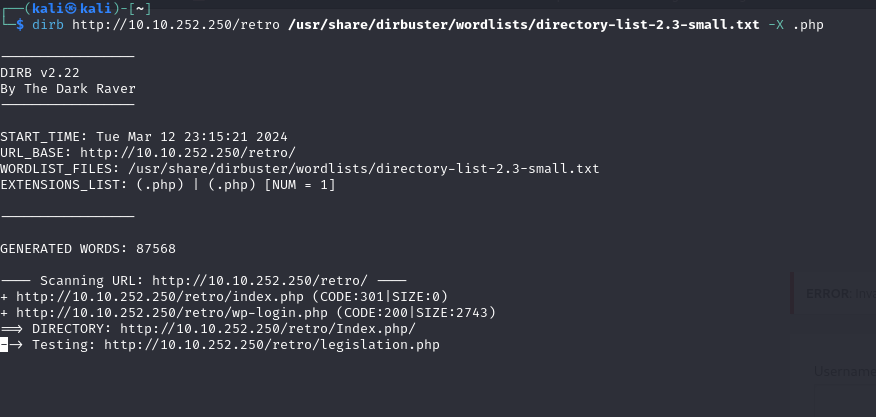 ┌──(kali㉿kali)-[~]
└─$ dirb http://10.10.252.250/retro /usr/share/dirbuster/wordlists/directory-list-2.3-small.txt -X .php
-----------------
DIRB v2.22
By The Dark Raver
-----------------
START_TIME: Tue Mar 12 23:15:21 2024
URL_BASE: http://10.10.252.250/retro/
WORDLIST_FILES: /usr/share/dirbuster/wordlists/directory-list-2.3-small.txt
EXTENSIONS_LIST: (.php) | (.php) [NUM = 1]
-----------------
GENERATED WORDS: 87568
---- Scanning URL: http://10.10.252.250/retro/ ----
+ http://10.10.252.250/retro/index.php (CODE:301|SIZE:0)
+ http://10.10.252.250/retro/wp-login.php (CODE:200|SIZE:2743)
==> DIRECTORY: http://10.10.252.250/retro/Index.php/
--> Testing: http://10.10.252.250/retro/legislation.php
ERROR:
Username